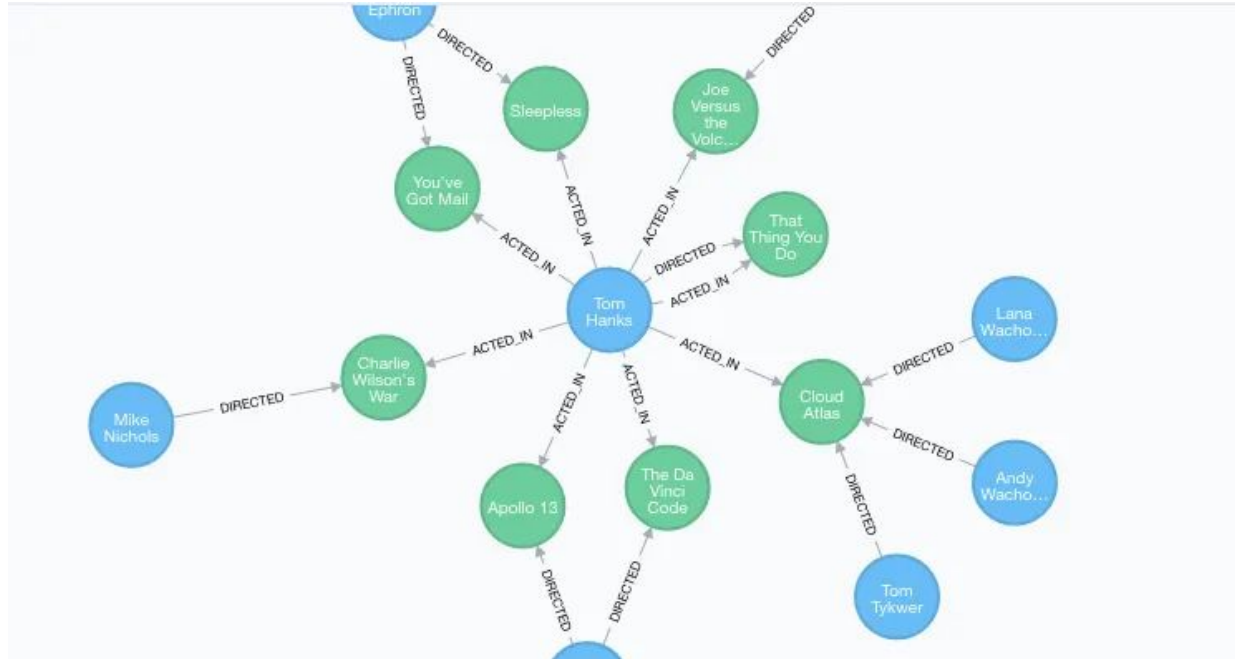 Ephron
DIRECTED
DIRECTED
DIRECTED
Sleepless
Joe
Versus
the
Volc...
You've
Got Mail
ACTED_IN
ACTED_IN
ACTED_IN
That
Thing You
Do
DIRECTED
ACTED_IN
Tom
Hanks
Lana
Wacho...
ACTED_IN
ACTED_IN
DIRECTED
Charlie
Wilson's
War
ACTED_IN
ACTED_IN
Cloud
Atlas
Mike
Nichols
DIRECTED
DIRECTED
Andy
Wacho...
Apollo 13
The Da
Vinci
Code
DIRECTED
DIRECTED
DIRECTED
Tom
Tykwer